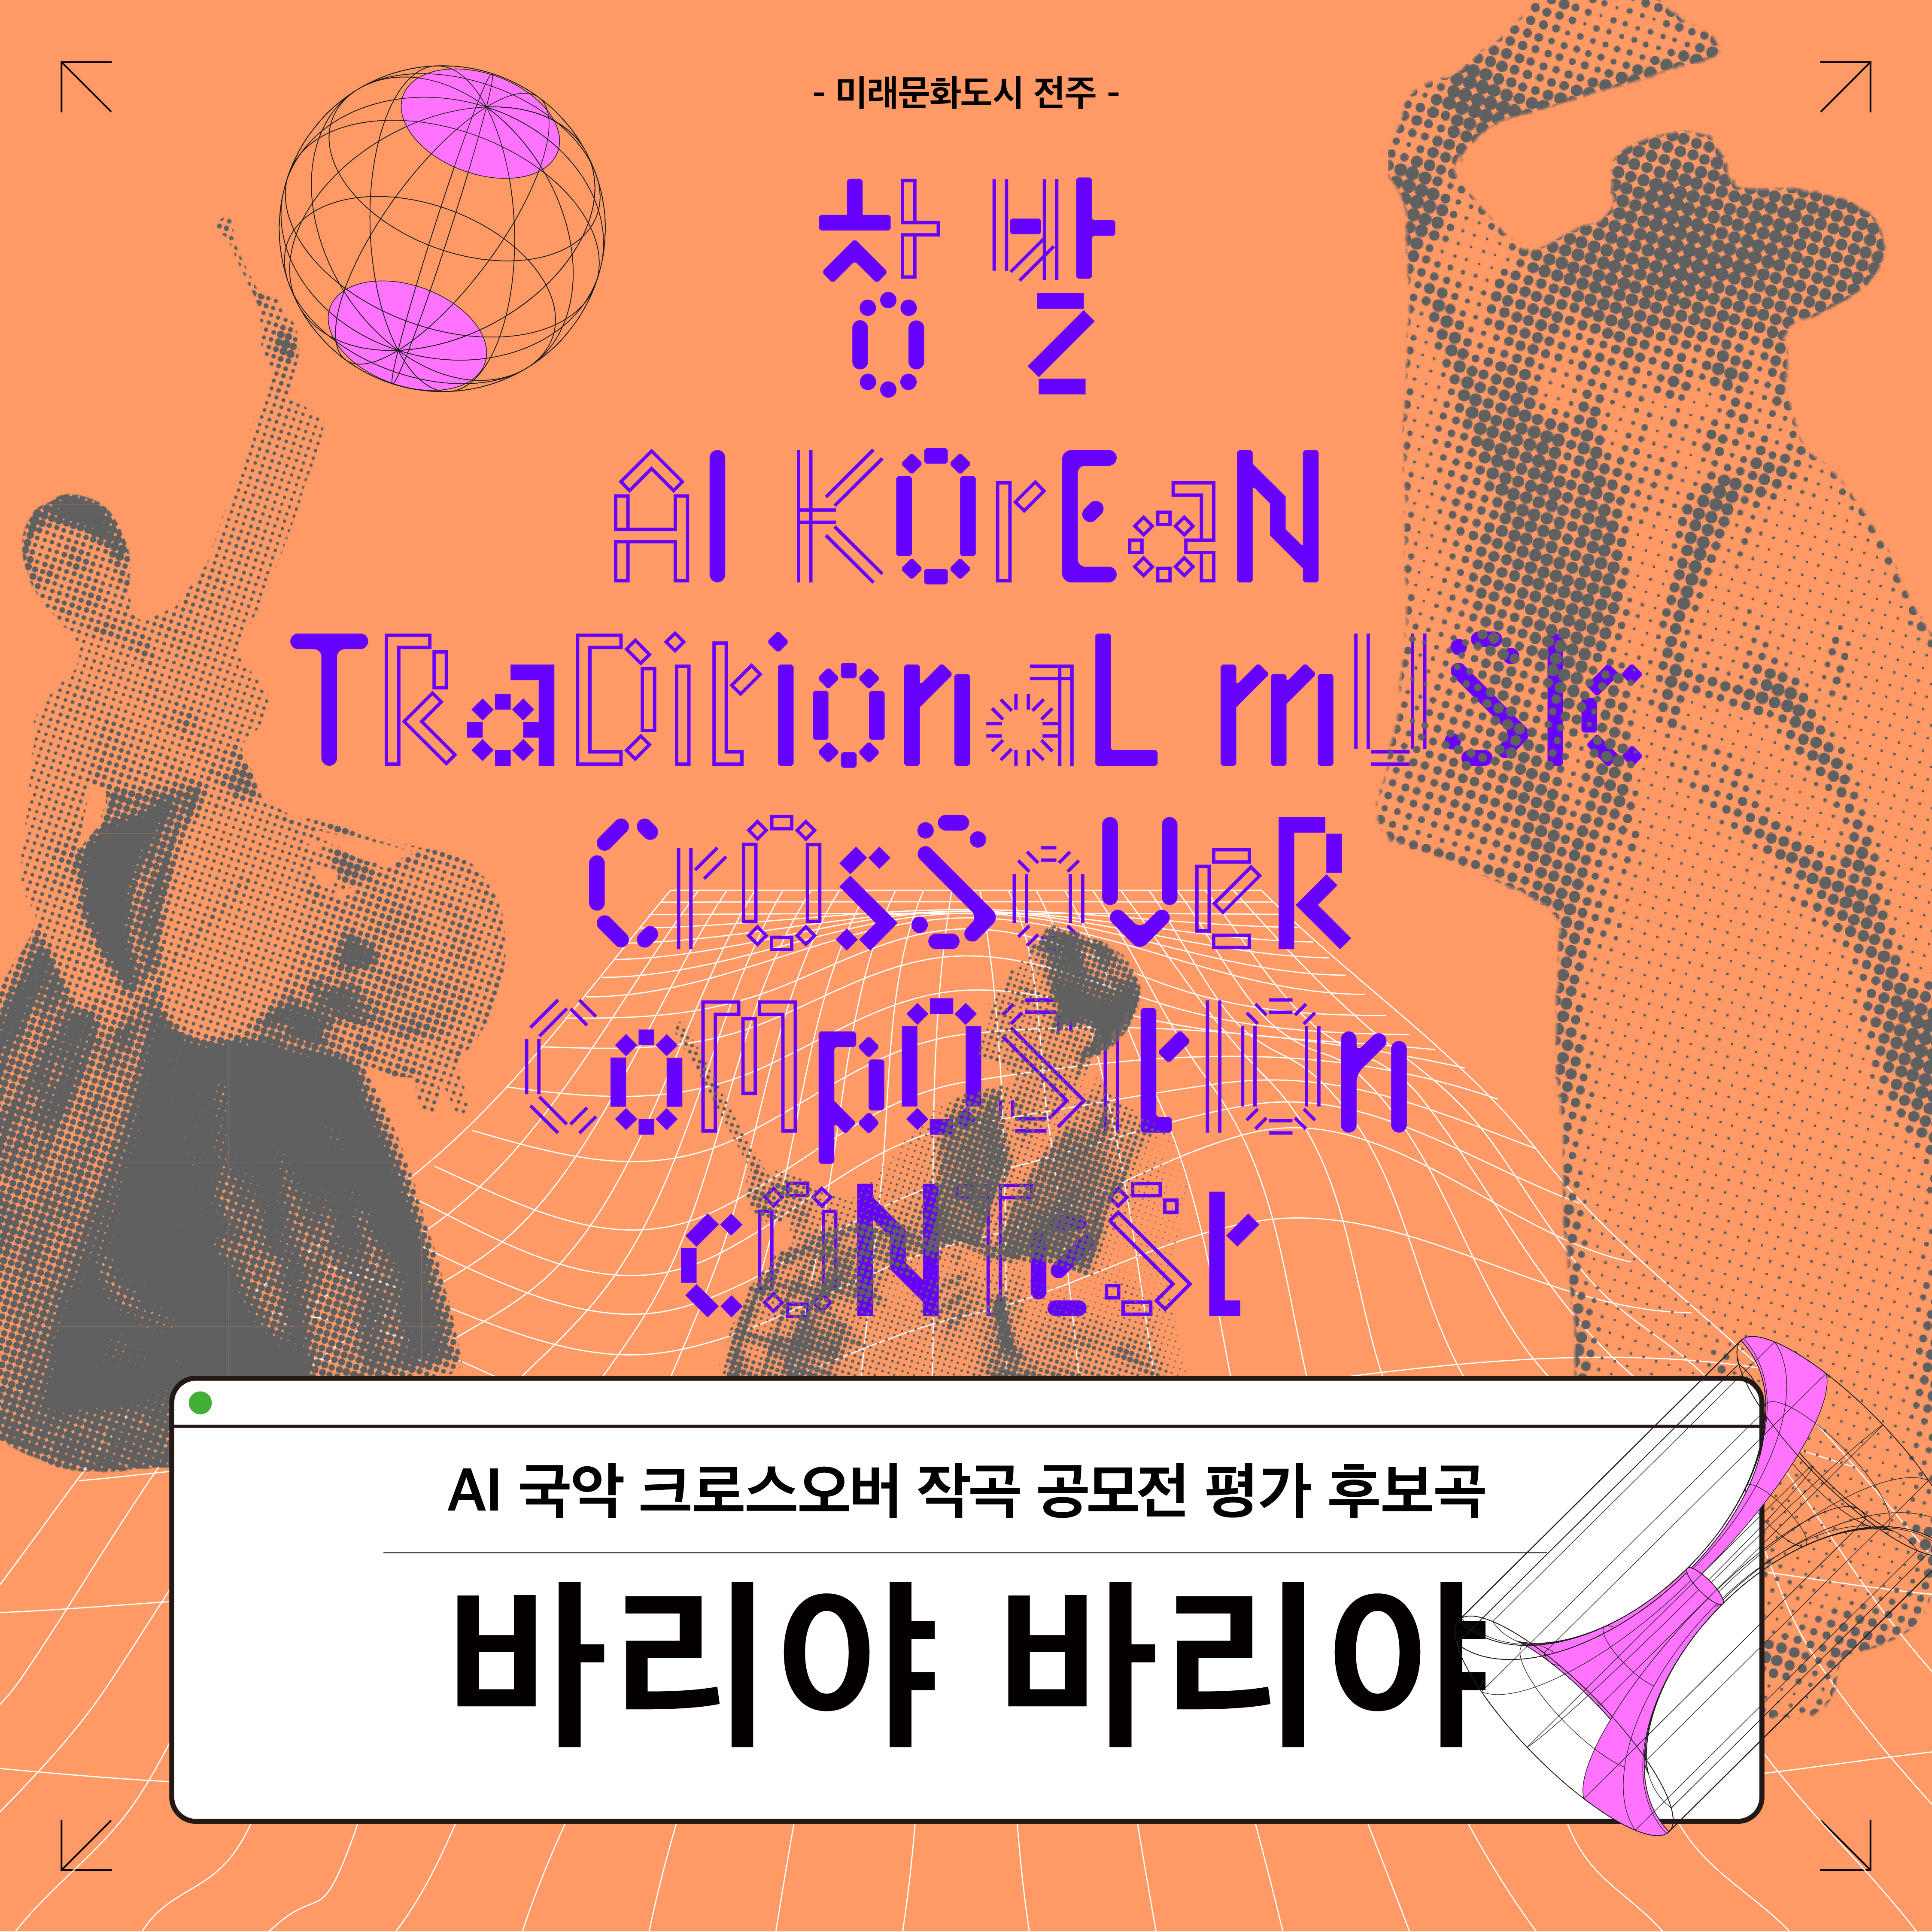 - 미래문화도시 전주 -
창 발
AI KOrEaN
TRaDitionaL mUSIc
CrOsSoVeR
CoMpOSItIOn
cONTeSt
AI 국악 크로스오버 작곡 공모전 평가 후보곡
바리야 바리야